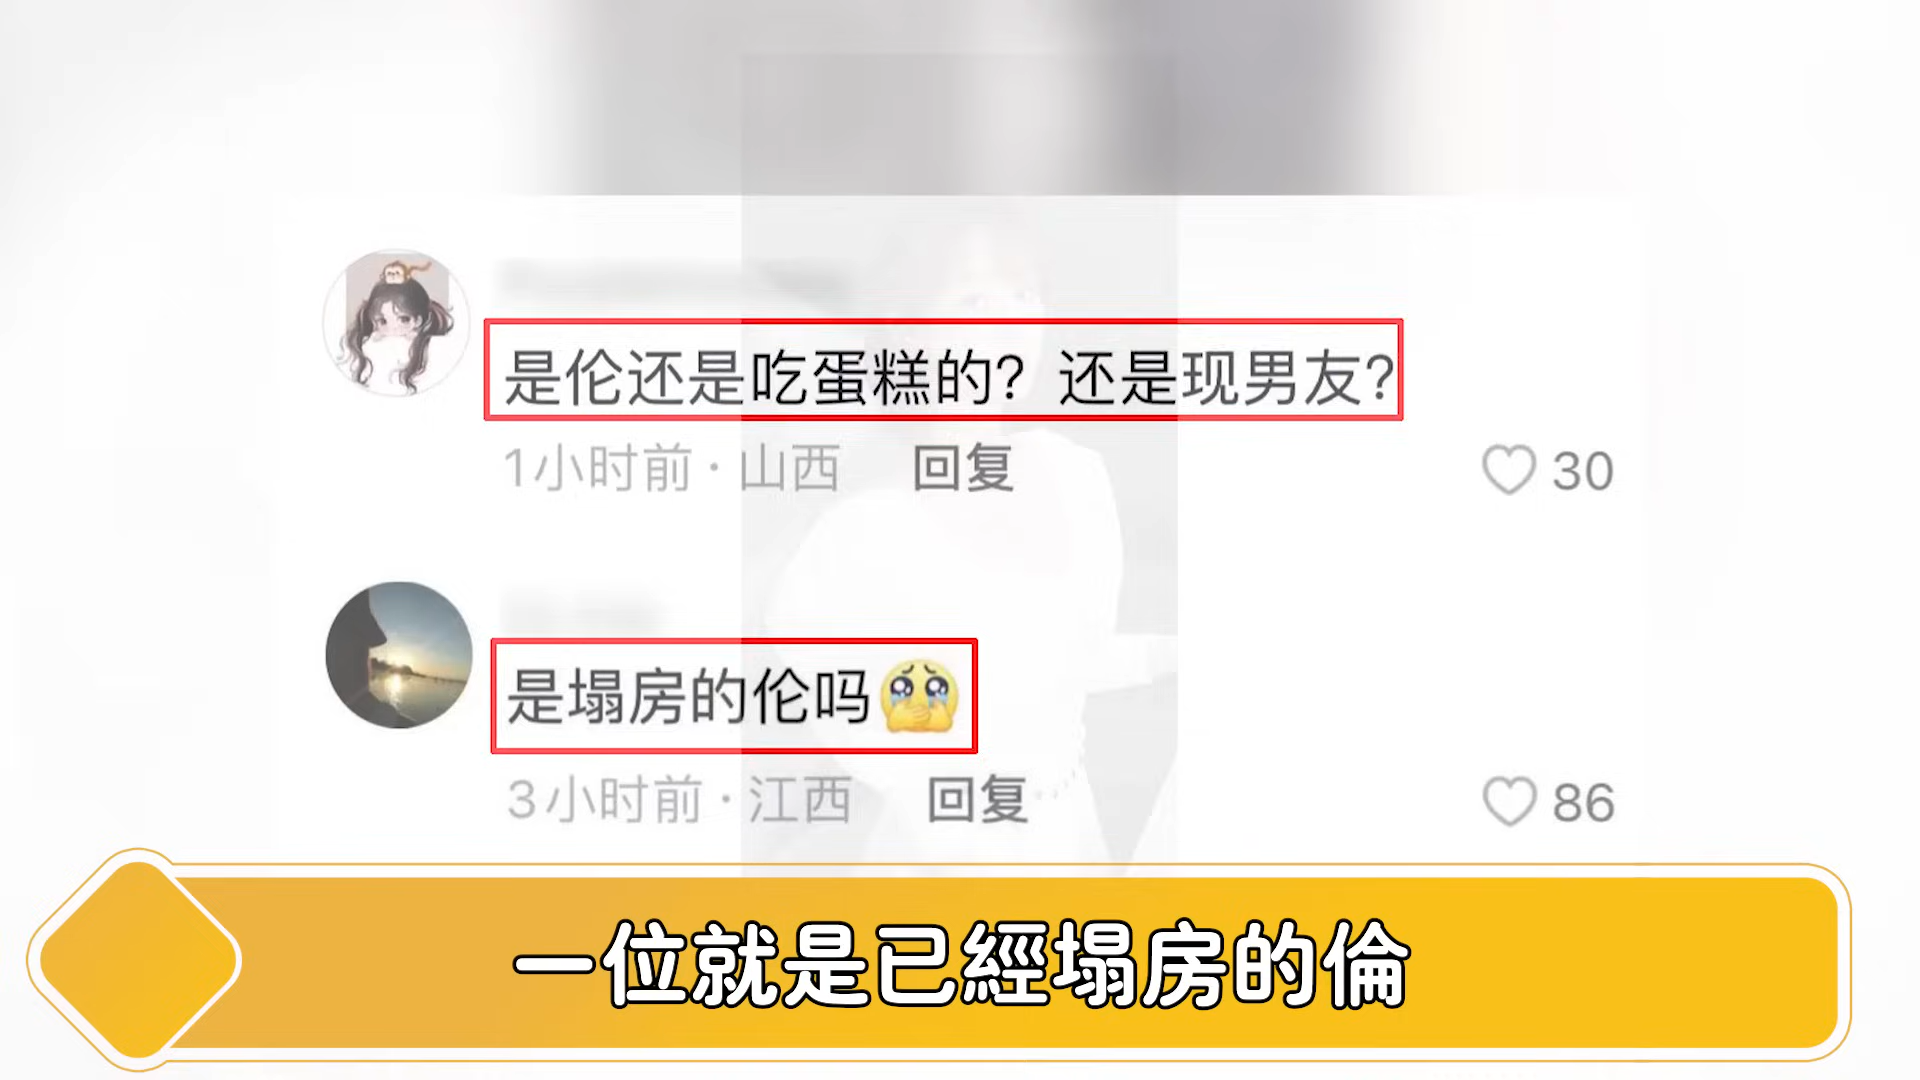 是伦还是吃蛋糕的？还是现男友？
1小时前·山西 回复 30
是塌房的伦吗🥹
3小时前·江西 回复 86
一位就是已經塌房的倫